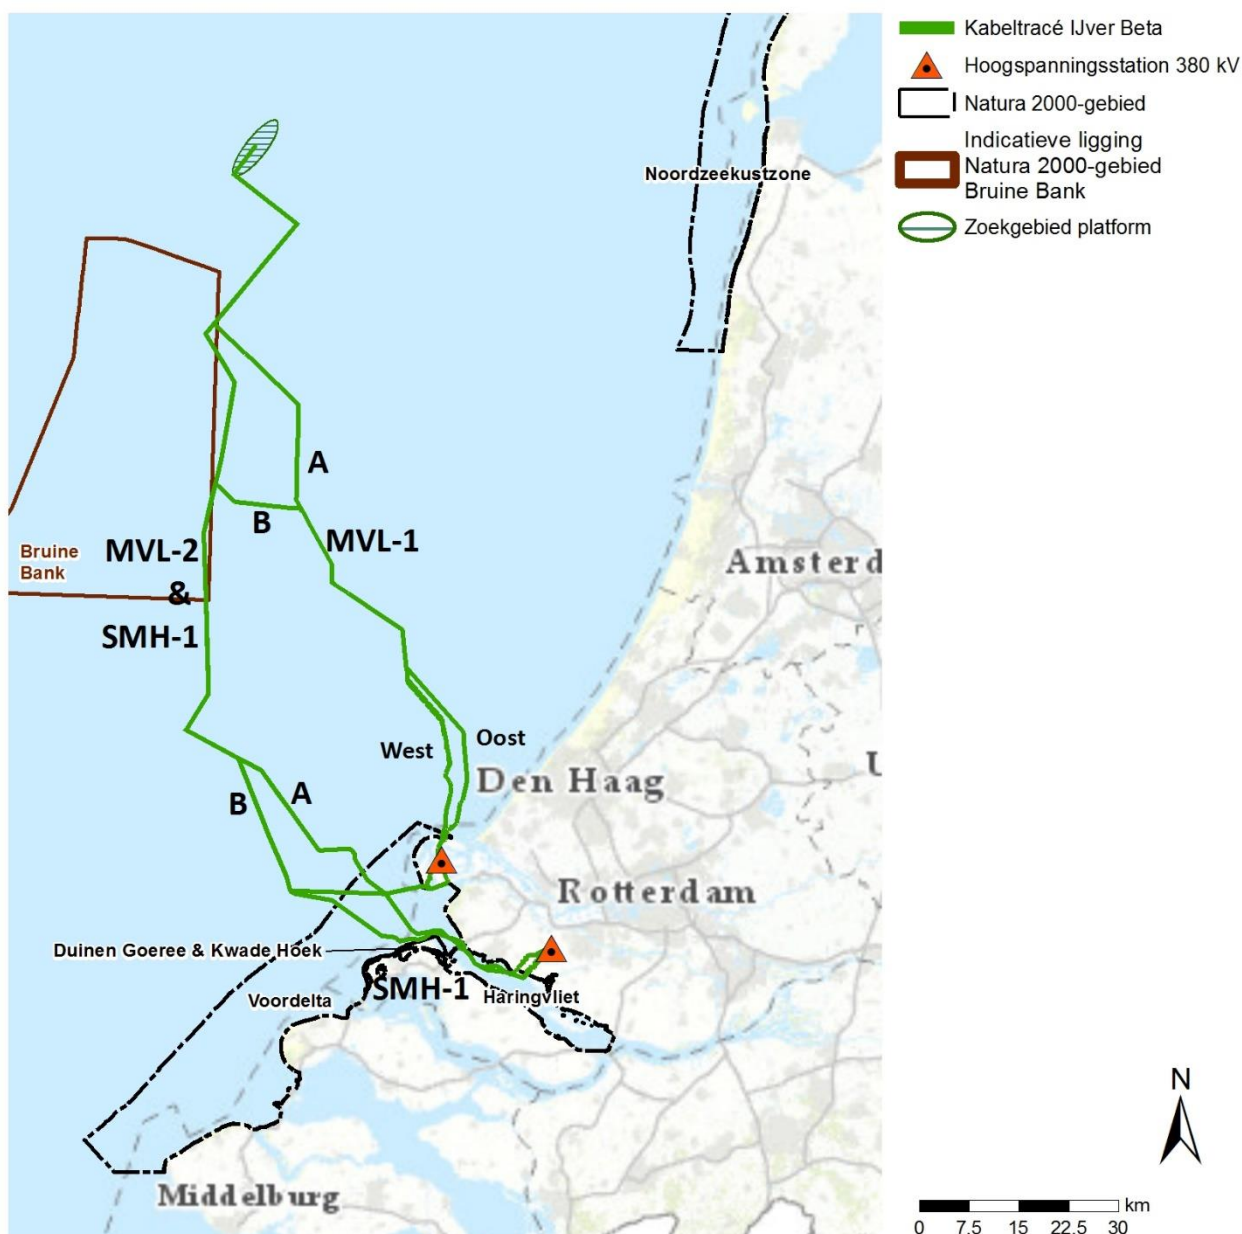 Kabeltracé IJver Beta
Hoogspanningsstation 380 kV
Natura 2000-gebied
Indicatieve ligging
Natura 2000-gebied
Bruine Bank
Zoekgebied platform
Noordzeekustzone
A
B
MVL-1
Bruine
Bank
MVL-2
&
SMH-1
Amsterd
West
Oost
Den Haag
U
A
B
Rotterdam
Duinen Goeree & Kwade Hoek
SMH-1
Haringvliet
Voordelta
Middelburg
N
km
0 7.5 15 22.5 30